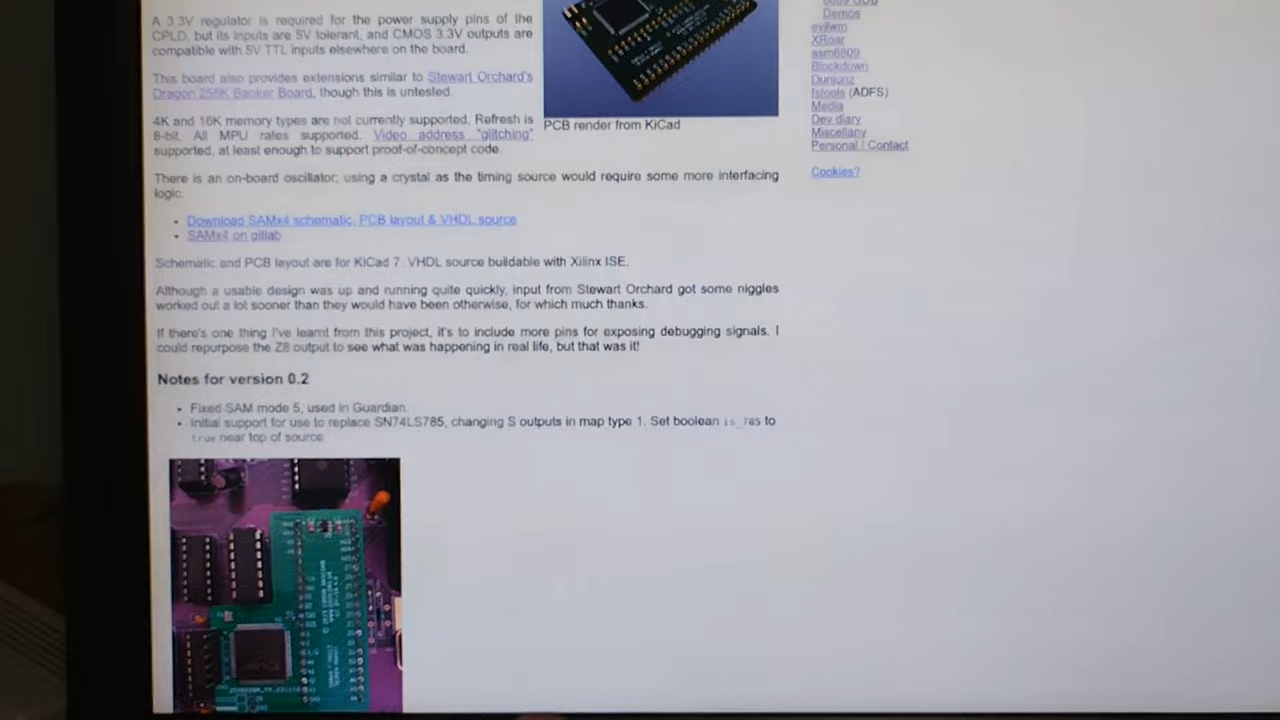 A 3.3V regulator is required for the power supply pins of the
CPLD, but its inputs are 5V tolerant, and CMOS 3.3V outputs are
compatible with 5V TTL inputs elsewhere on the board.
This board also provides extensions similar to Stewart Orchard's
Dragon 256K Banker Board, though this is untested.
4K and 16K memory types are not currently supported. Refresh is
8-bit. All MPU rates supported. Video address "glitching"
supported, at least enough to support proof-of-concept code.
PCB render from KiCad
There is an on-board oscillator; using a crystal as the timing source would require some more interfacing
logic.
• Download SAMx4 schematic, PCB layout & VHDL source
• SAMx4 on gitlab
Schematic and PCB layout are for KiCad 7. VHDL source buildable with Xilinx ISE.
Although a usable design was up and running quite quickly, input from Stewart Orchard got some niggles
worked out a lot sooner than they would have been otherwise, for which much thanks.
If there's one thing I've learnt from this project, it's to include more pins for exposing debugging signals. I
could repurpose the Z8 output to see what was happening in real life, but that was it!
Notes for version 0.2
• Fixed SAM mode 5, used in Guardian.
• Initial support for use to replace SN74LS785, changing S outputs in map type 1. Set boolean is_785 to
true near top of source.
Demos
evilwm
XRoar
asm6809
Blockdown
Dunjunz
fstools (ADFS)
Media
Dev diary
Miscellany
Personal / Contact
Cookies?